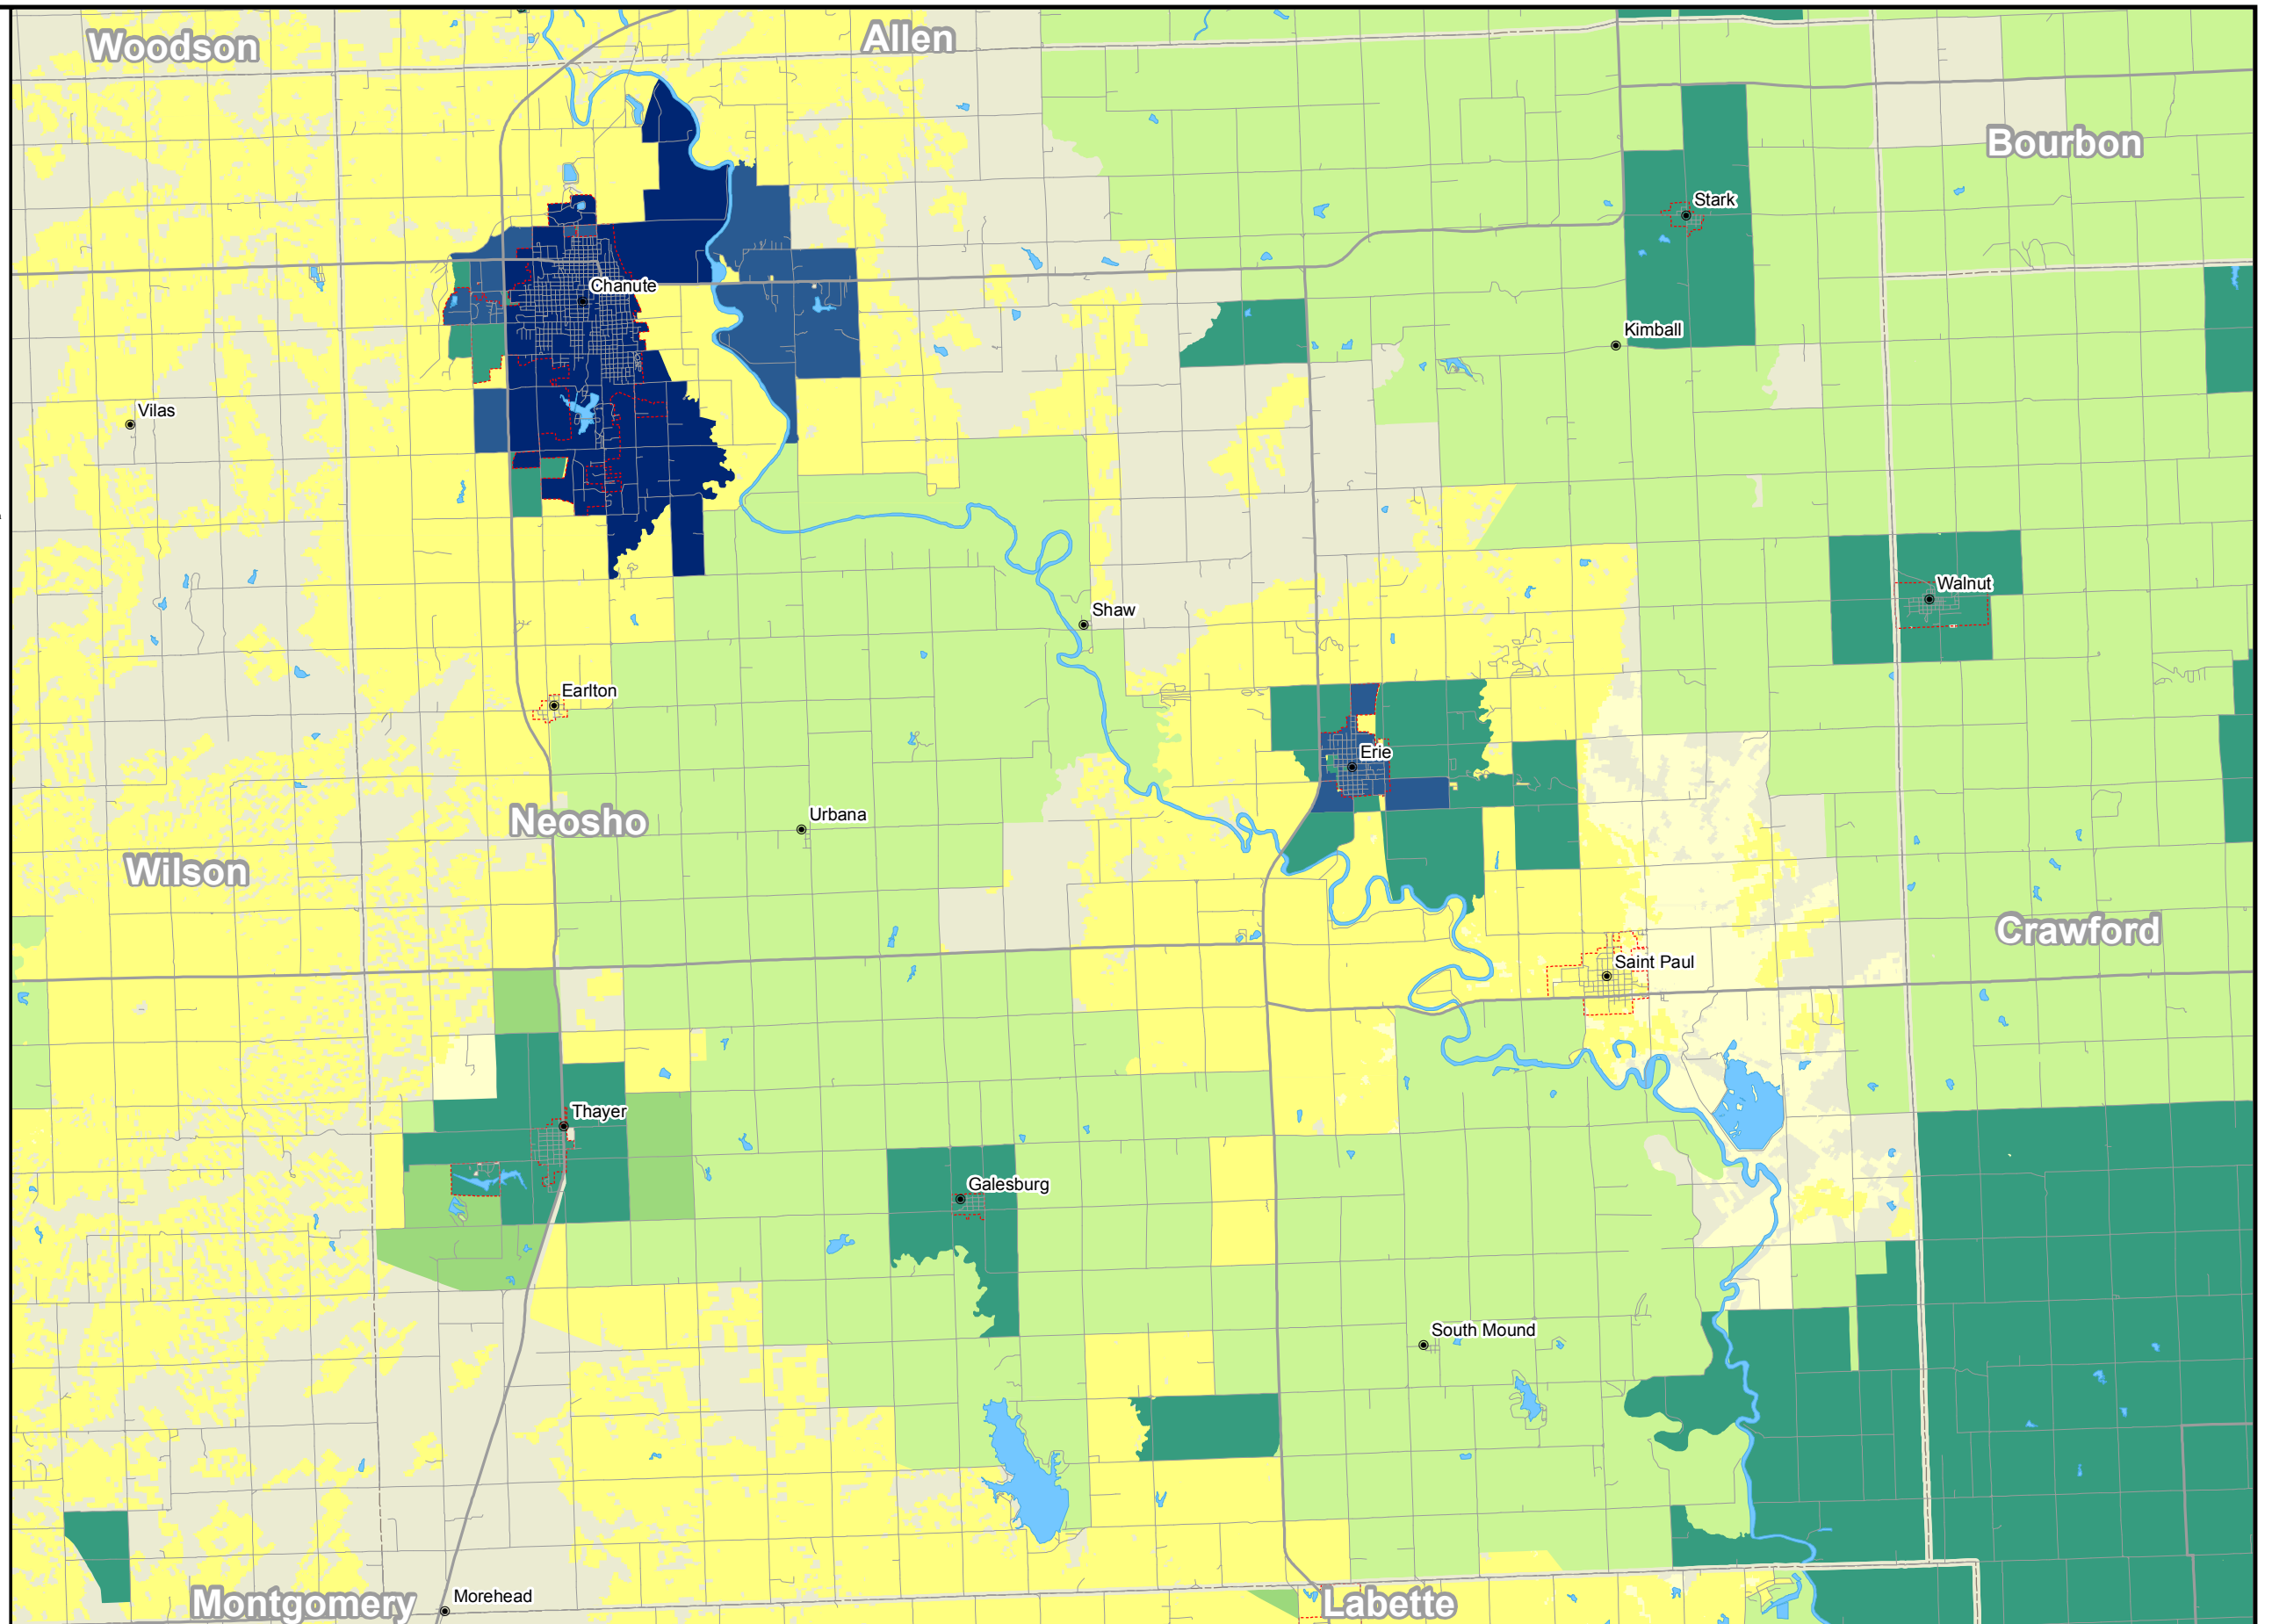 Woodson
Allen
Bourbon
Stark
Chanute
Kimball
Vilas
Walnut
Shaw
Earlton
Erie
Urbana
Neosho
Wilson
Crawford
Saint Paul
Thayer
Galesburg
South Mound
Morehead
Montgomery
Labette